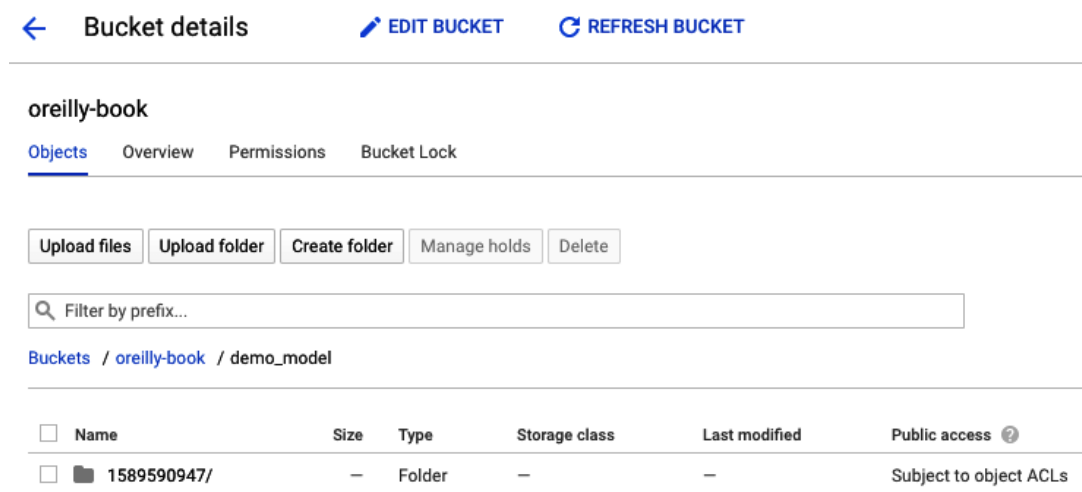 Bucket details EDIT BUCKET REFRESH BUCKET
oreilly-book
Objects Overview Permissions Bucket Lock
Upload files Upload folder Create folder Manage holds Delete
Filter by prefix...
Buckets / oreilly-book / demo_model
Name Size Type Storage class Last modified Public access ?
1589590947/ — Folder — — Subject to object ACLs